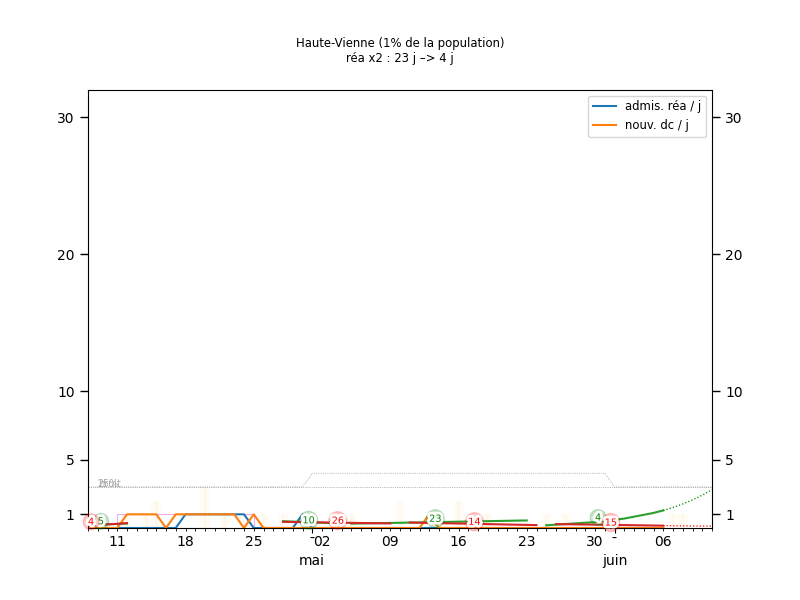 Haute-Vienne (1% de la population)
réa x2 : 23 j –> 4 j
admis. réa / j
nouv. dc / j
30 30
20 20
10 10
5 5
1 1
4 5 10 26 23 14 4 15
11 18 25 02 09 16 23 30 06
mai juin